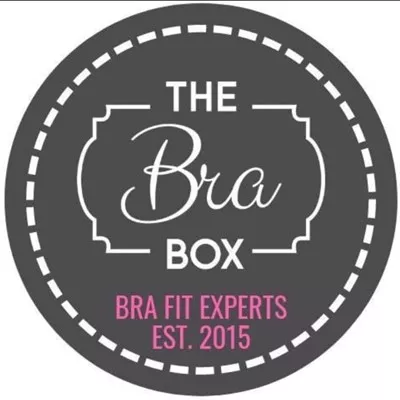 THE
Bra
BOX
BRA FIT EXPERTS
EST. 2015